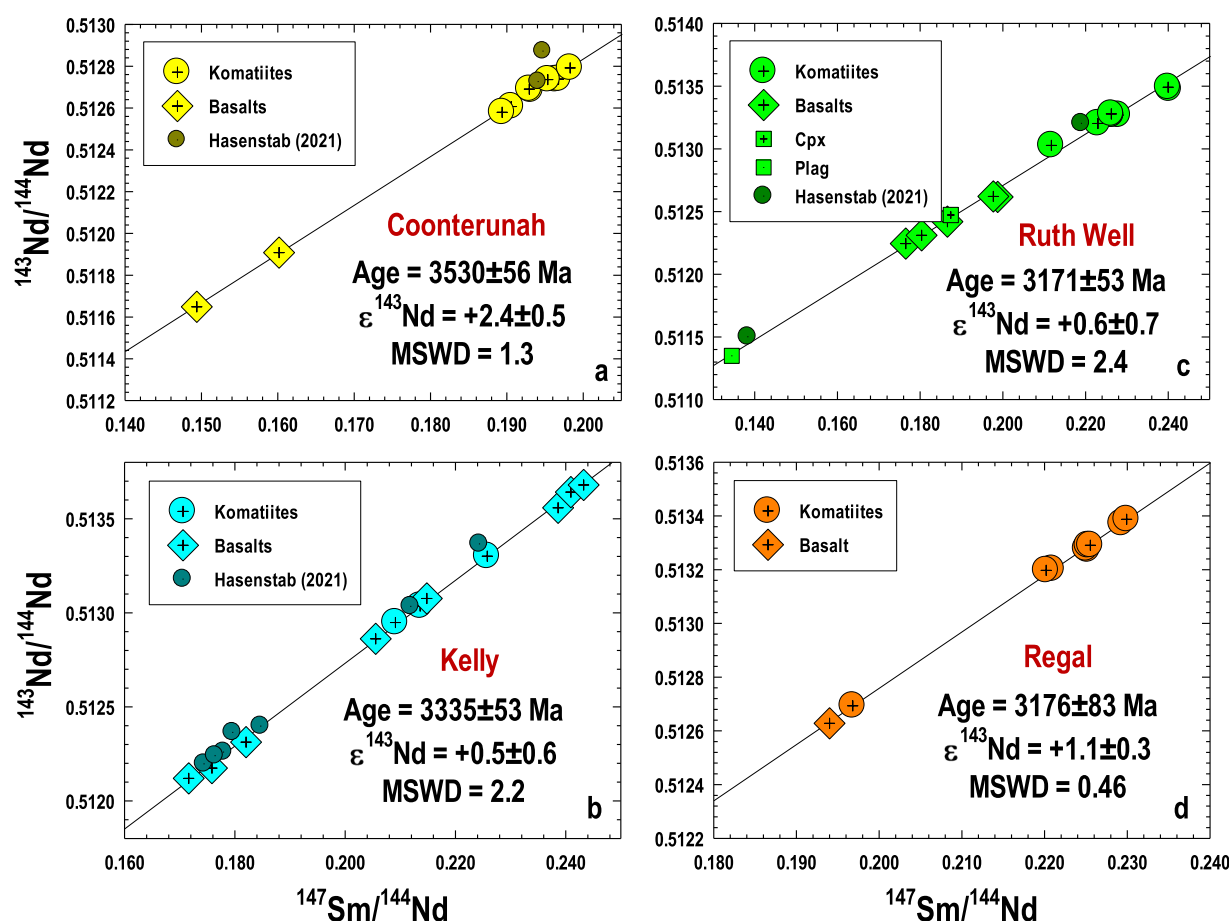 0.5130
0.5128
0.5126
0.5124
0.5122
0.5120
0.5118
0.5116
0.5114
0.5112
¹⁴³Nd/¹⁴⁴Nd
Komatiites
Basalts
Hasenstab (2021)
Coonterunah
Age = 3530±56 Ma
ε¹⁴³Nd = +2.4±0.5
MSWD = 1.3
a
0.140 0.150 0.160 0.170 0.180 0.190 0.200
0.5140
0.5135
0.5130
0.5125
0.5120
0.5115
0.5110
Komatiites
Basalts
Cpx
Plag
Hasenstab (2021)
Ruth Well
Age = 3171±53 Ma
ε¹⁴³Nd = +0.6±0.7
MSWD = 2.4
c
0.140 0.160 0.180 0.200 0.220 0.240
0.5135
0.5130
0.5125
0.5120
¹⁴³Nd/¹⁴⁴Nd
Komatiites
Basalts
Hasenstab (2021)
Kelly
Age = 3335±53 Ma
ε¹⁴³Nd = +0.5±0.6
MSWD = 2.2
b
0.160 0.180 0.200 0.220 0.240
¹⁴⁷Sm/¹⁴⁴Nd
0.5136
0.5134
0.5132
0.5130
0.5128
0.5126
0.5124
0.5122
Komatiites
Basalt
Regal
Age = 3176±83 Ma
ε¹⁴³Nd = +1.1±0.3
MSWD = 0.46
d
0.180 0.190 0.200 0.210 0.220 0.230 0.240
¹⁴⁷Sm/¹⁴⁴Nd